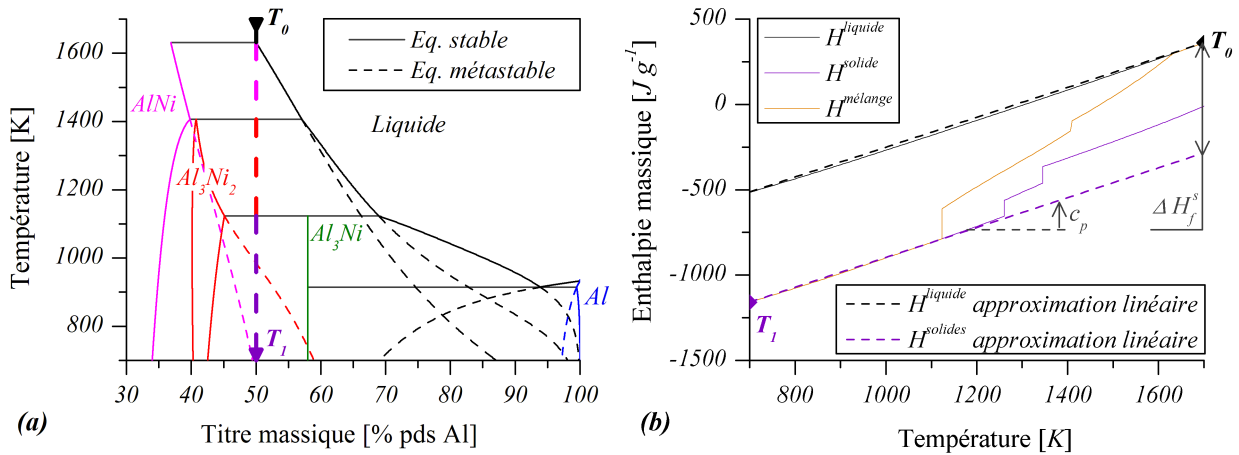 (a)
Température [K]
1600
1400
1200
1000
800
30 40 50 60 70 80 90 100
Titre massique [% pds Al]
T0
Eq. stable
Eq. métastable
Liquide
AlNi
Al3Ni2
Al3Ni
Al
T1
(b)
Enthalpie massique [J g-1]
500
0
-500
-1000
-1500
800 1000 1200 1400 1600
Température [K]
Hliquide
Hsolide
Hmélange
T0
ΔHfs
cp
T1
Hliquide approximation linéaire
Hsolides approximation linéaire